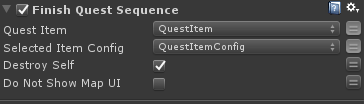 Finish Quest Sequence
Quest Item QuestItem
Selected Item Config QuestItemConfig
Destroy Self
Do Not Show Map UI